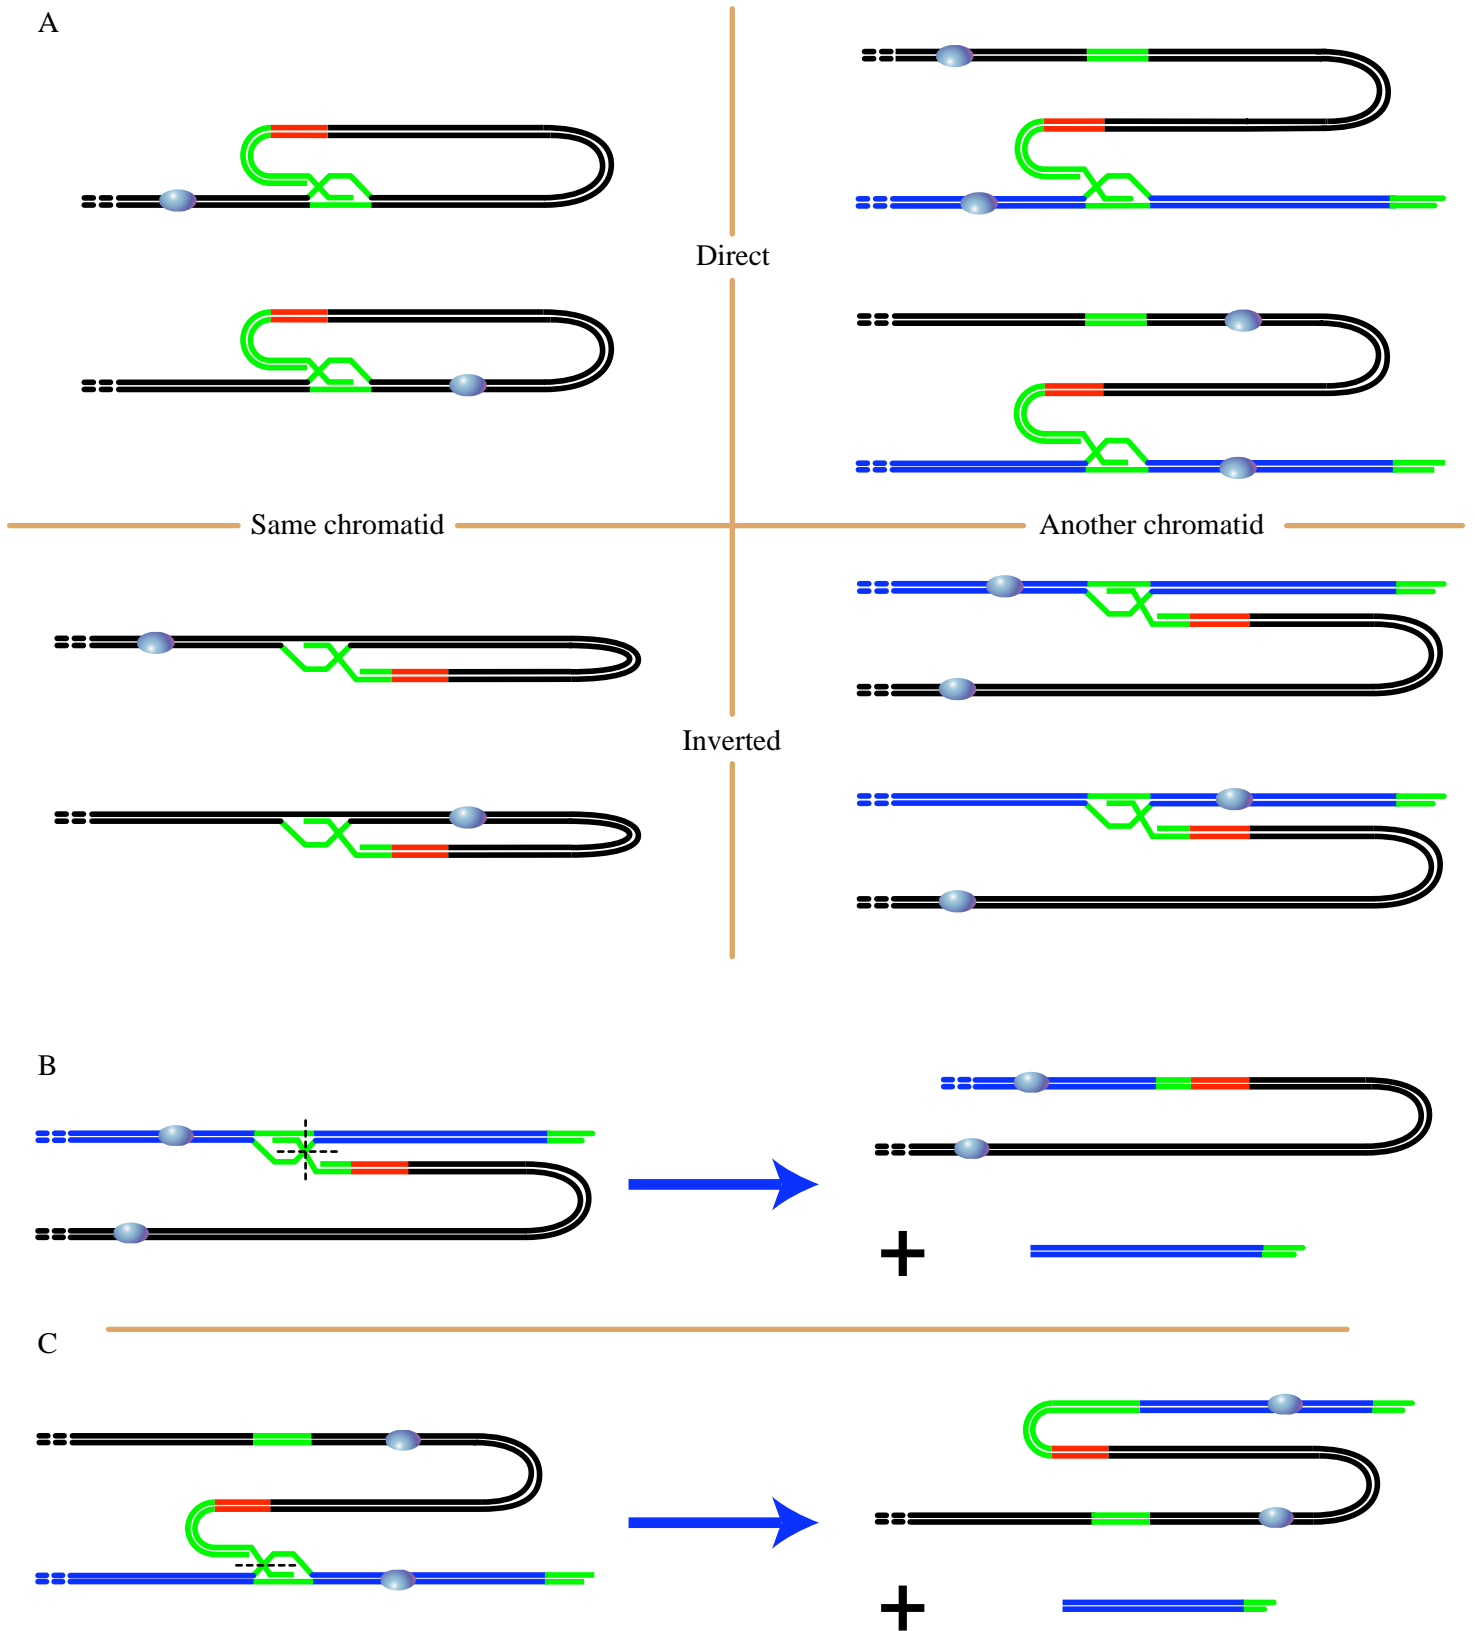 A
Direct
Same chromatid
Another chromatid
Inverted
B
+
C
+